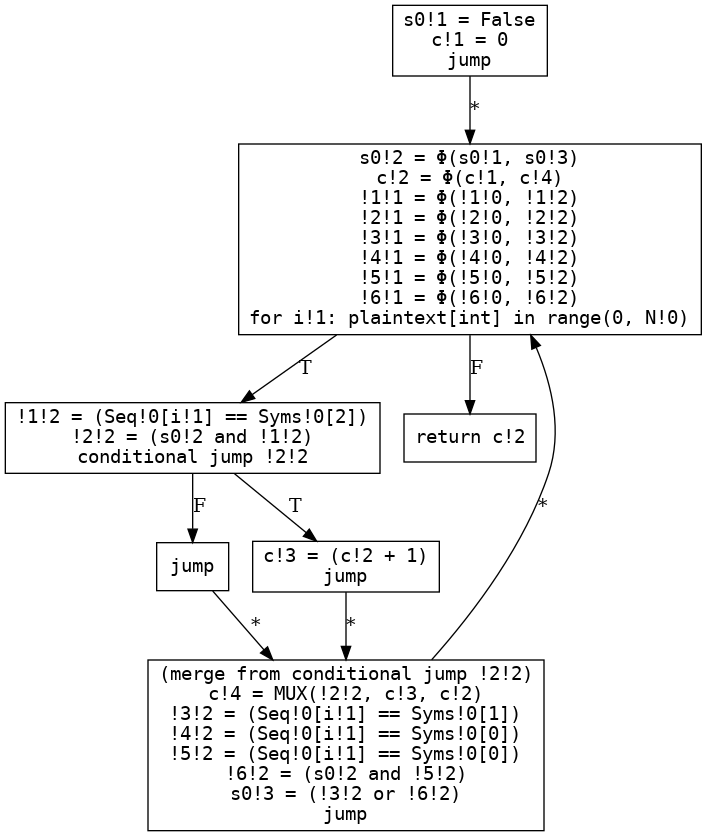 s0!1 = False
c!1 = 0
jump
*
s0!2 = Φ(s0!1, s0!3)
c!2 = Φ(c!1, c!4)
!1!1 = Φ(!1!0, !1!2)
!2!1 = Φ(!2!0, !2!2)
!3!1 = Φ(!3!0, !3!2)
!4!1 = Φ(!4!0, !4!2)
!5!1 = Φ(!5!0, !5!2)
!6!1 = Φ(!6!0, !6!2)
for i!1: plaintext[int] in range(0, N!0)
T
F
!1!2 = (Seq!0[i!1] == Syms!0[2])
!2!2 = (s0!2 and !1!2)
conditional jump !2!2
return c!2
F
T
*
jump
c!3 = (c!2 + 1)
jump
*
*
(merge from conditional jump !2!2)
c!4 = MUX(!2!2, c!3, c!2)
!3!2 = (Seq!0[i!1] == Syms!0[1])
!4!2 = (Seq!0[i!1] == Syms!0[0])
!5!2 = (Seq!0[i!1] == Syms!0[0])
!6!2 = (s0!2 and !5!2)
s0!3 = (!3!2 or !6!2)
jump